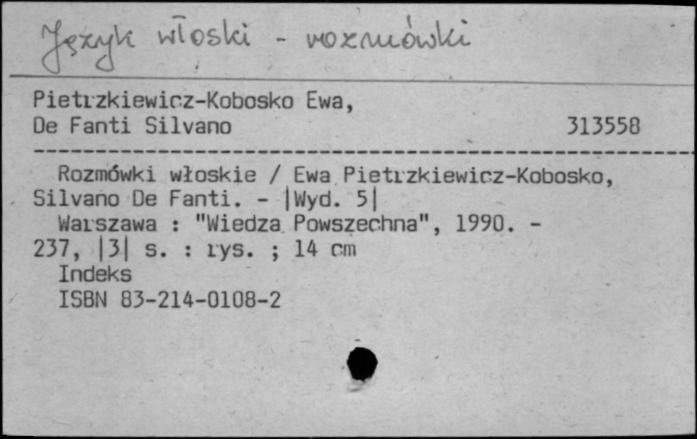 Język włoski - rozmówki
Pietrzkiewicz-Kobosko Ewa,
De Fanti Silvano 313558
Rozmówki włoskie / Ewa Pietrzkiewicz-Kobosko,
Silvano De Fanti. - |Wyd. 5|
Warszawa : "Wiedza Powszechna", 1990. -
237, |3| s. : rys. ; 14 cm
Indeks
ISBN 83-214-0108-2